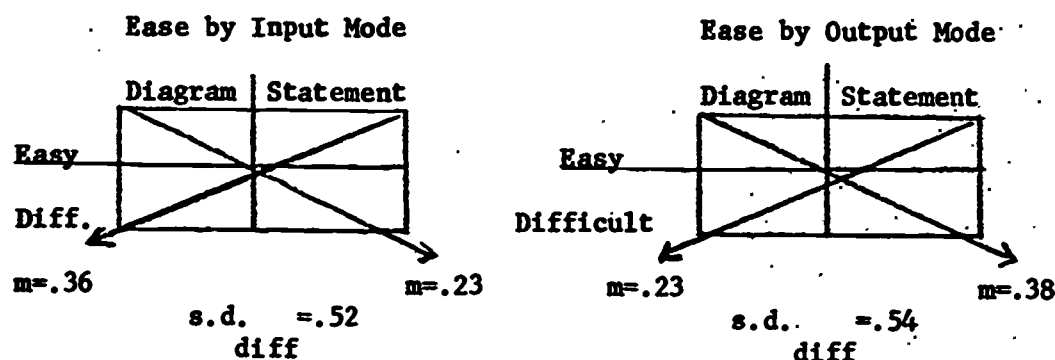 Ease by Input Mode
Diagram Statement
Easy
Diff.
m=.36 m=.23
s.d. =.52
diff
Ease by Output Mode
Diagram Statement
Easy
Difficult
m=.23 m=.38
s.d. =.54
diff